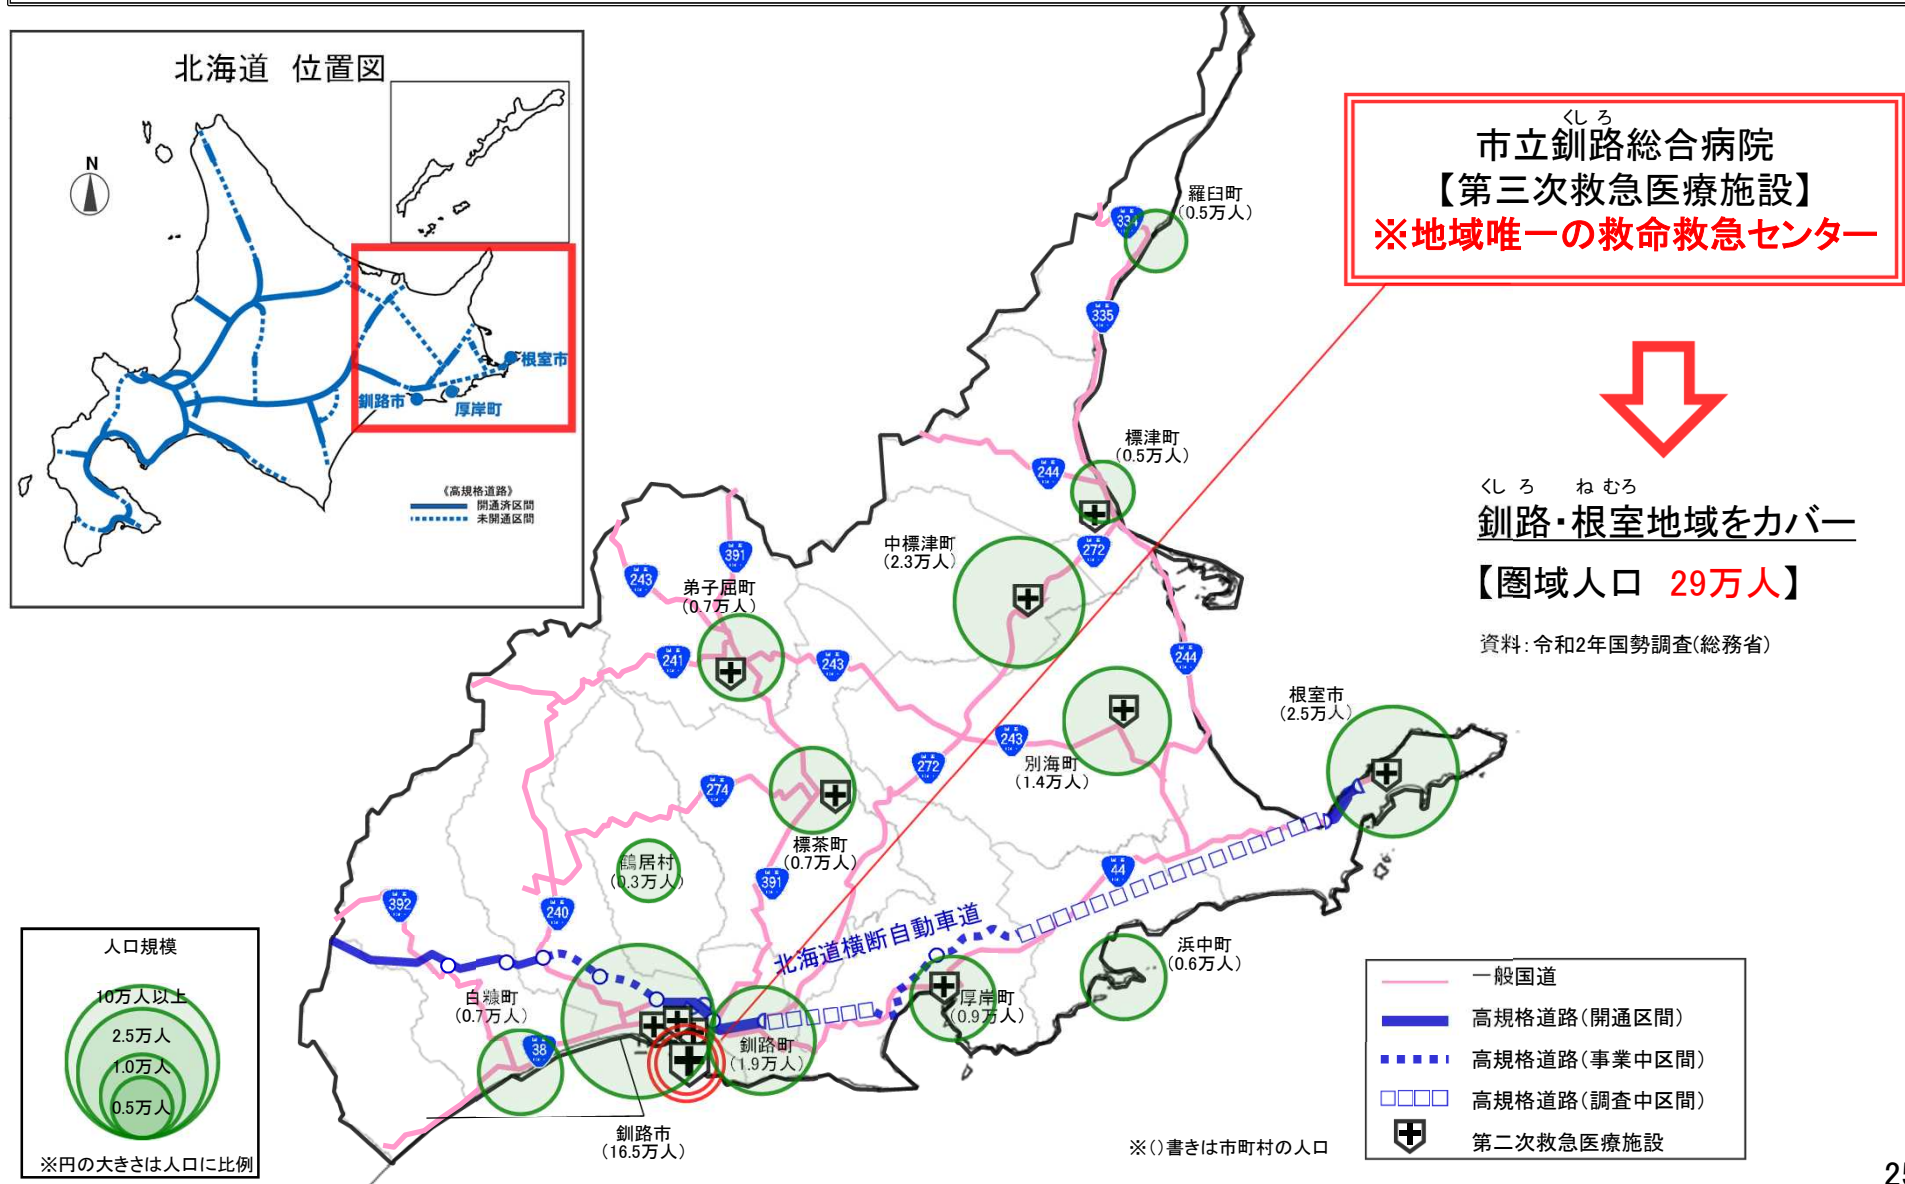 北海道 位置図
N
根室市
釧路市
厚岸町
《高規格道路》
開通済区間
未開通区間
くし ろ
市立釧路総合病院
【第三次救急医療施設】
※地域唯一の救命救急センター
くし ろ ね むろ
釧路・根室地域をカバー
【圏域人口 29万人】
資料：令和2年国勢調査(総務省)
羅臼町
(0.5万人)
334
335
標津町
(0.5万人)
244
272
中標津町
(2.3万人)
391
243
弟子屈町
(0.7万人)
241
243
244
根室市
(2.5万人)
243
別海町
(1.4万人)
272
274
標茶町
(0.7万人)
鶴居村
(0.3万人)
391
44
392
240
北海道横断自動車道
浜中町
(0.6万人)
白糠町
(0.7万人)
厚岸町
(0.9万人)
38
釧路町
(1.9万人)
釧路市
(16.5万人)
人口規模
10万人以上
2.5万人
1.0万人
0.5万人
※円の大きさは人口に比例
※()書きは市町村の人口
一般国道
高規格道路(開通区間)
高規格道路(事業中区間)
高規格道路(調査中区間)
第二次救急医療施設
25